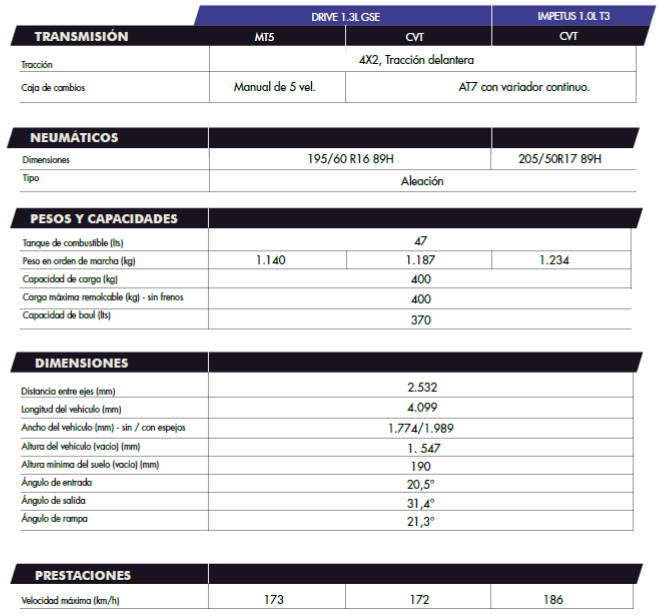 DRIVE 1.3L GSE IMPETUS 1.0L T3
TRANSMISIÓN MT5 CVT CVT
Tracción 4X2, Tracción delantera
Caja de cambios Manual de 5 vel. AT7 con variador continuo.
NEUMÁTICOS
Dimensiones 195/60 R16 89H 205/50R17 89H
Tipo Aleación
PESOS Y CAPACIDADES
Tanque de combustible (lts) 47
Peso en orden de marcha (kg) 1.140 1.187 1.234
Capacidad de carga (kg) 400
Carga máxima remolcable (kg) - sin frenos 400
Capacidad de baul (lts) 370
DIMENSIONES
Distancia entre ejes (mm) 2.532
Longitud del vehículo (mm) 4.099
Ancho del vehículo (mm) - sin / con espejos 1.774/1.989
Altura del vehículo (vacío) (mm) 1. 547
Altura mínima del suelo (vacío) (mm) 190
Ángulo de entrada 20,5°
Ángulo de salida 31,4°
Ángulo de rampa 21,3°
PRESTACIONES
Velocidad máxima (km/h) 173 172 186